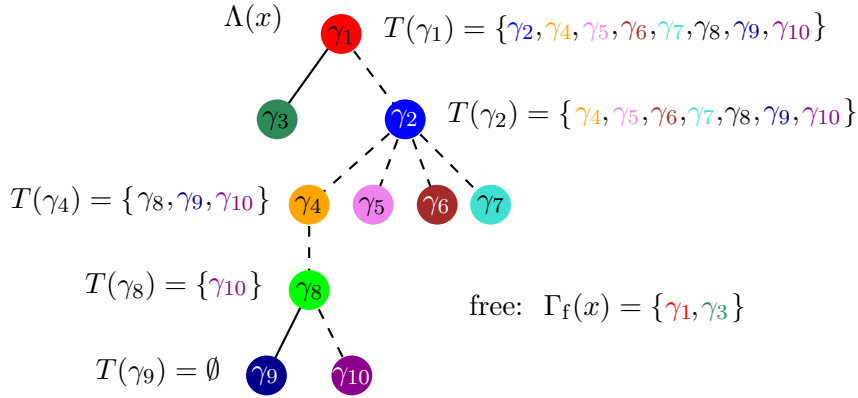 Λ(x)
γ₁
T(γ₁) = {γ₂,γ₄,γ₅,γ₆,γ₇,γ₈,γ₉,γ₁₀}
γ₃
γ₂
T(γ₂) = {γ₄,γ₅,γ₆,γ₇,γ₈,γ₉,γ₁₀}
T(γ₄) = {γ₈,γ₉,γ₁₀}
γ₄
γ₅
γ₆
γ₇
T(γ₈) = {γ₁₀}
γ₈
free: Γ_f(x) = {γ₁,γ₃}
T(γ₉) = ∅
γ₉
γ₁₀